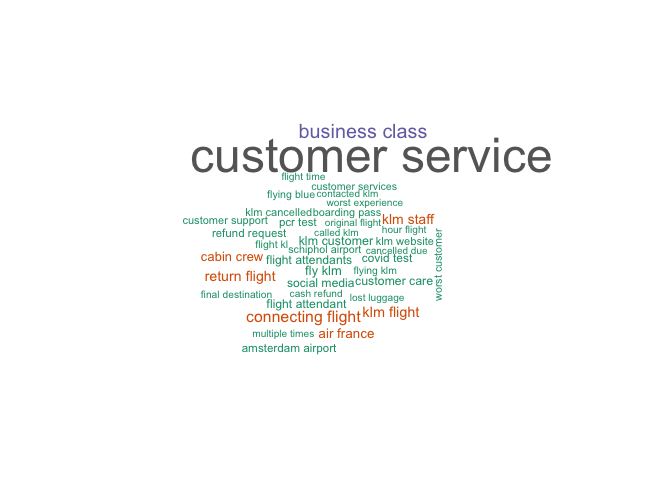 business class
customer service
flight time
customer services
flying blue
contacted klm
worst experience
klm cancelled
boarding pass
customer support
pcr test
original flight
klm staff
refund request
called klm
hour flight
flight kl
klm customer
klm website
worst customer
schiphol airport
cancelled due
cabin crew
flight attendants
covid test
return flight
fly klm
flying klm
social media
customer care
final destination
cash refund
lost luggage
flight attendant
connecting flight
klm flight
multiple times
air france
amsterdam airport